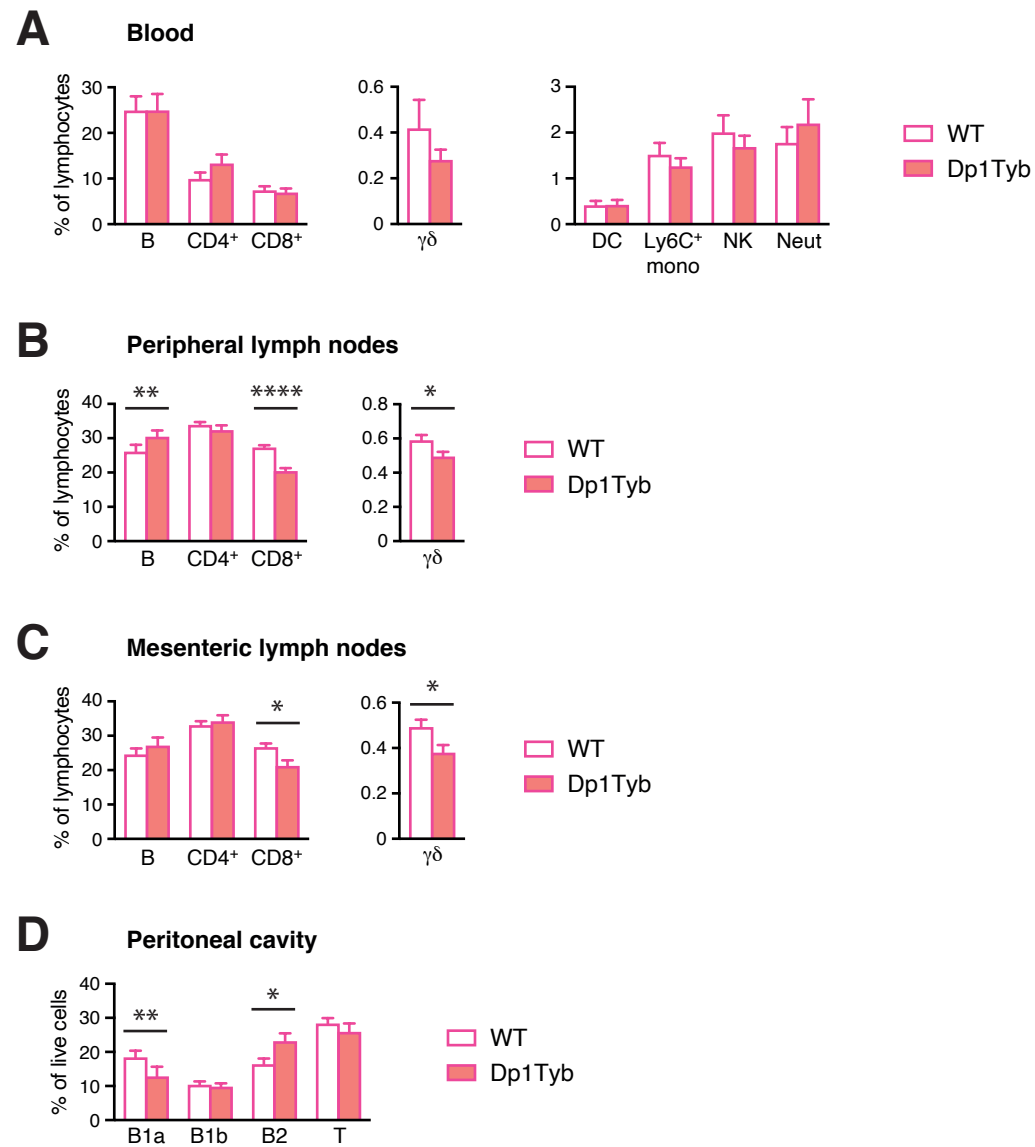 A Blood
% of lymphocytes
30
20
10
0
B CD4+ CD8+
0.6
0.4
0.2
0
γδ
3
2
1
0
DC Ly6C+ NK Neut
mono
WT
Dp1Tyb
B Peripheral lymph nodes
% of lymphocytes
40
30
20
10
0
** ****
B CD4+ CD8+
0.8
0.6
0.4
0.2
0
*
γδ
WT
Dp1Tyb
C Mesenteric lymph nodes
% of lymphocytes
40
30
20
10
0
*
B CD4+ CD8+
0.6
0.4
0.2
0
*
γδ
WT
Dp1Tyb
D Peritoneal cavity
% of live cells
40
30
20
10
0
** *
B1a B1b B2 T
WT
Dp1Tyb